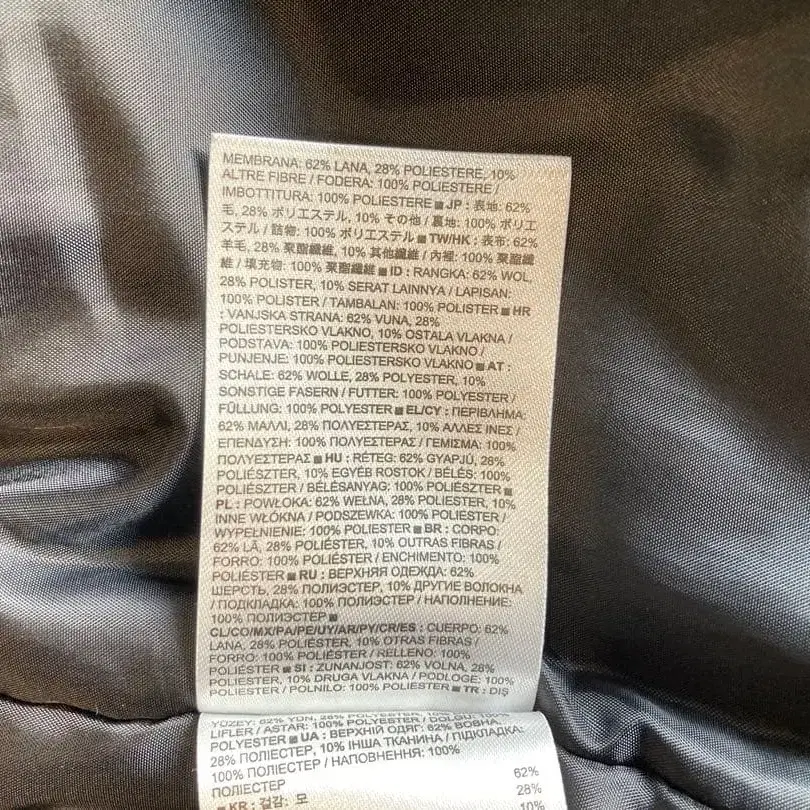 MEMBRANA: 62% LANA, 28% POLIESTERE, 10%
ALTRE FIBRE / FODERA: 100% POLIESTERE /
IMBOTTITURA: 100% POLIESTERE ■ JP : 表地: 62%
毛, 28% ポリエステル, 10% その他 / 裏地: 100% ポリエ
ステル / 詰物: 100% ポリエステル ■ TW/HK : 表布: 62%
羊毛, 28% 聚酯纖維, 10% 其他纖維 / 內裡: 100% 聚酯纖
維 / 填充物: 100% 聚酯纖維 ■ ID : RANGKA: 62% WOL,
28% POLISTER, 10% SERAT LAINNYA / LAPISAN:
100% POLISTER / TAMBALAN: 100% POLISTER ■ HR
: VANJSKA STRANA: 62% VUNA, 28%
POLIESTERSKO VLAKNO, 10% OSTALA VLAKNA /
PODSTAVA: 100% POLIESTERSKO VLAKNO /
PUNJENJE: 100% POLIESTERSKO VLAKNO ■ AT :
SCHALE: 62% WOLLE, 28% POLYESTER, 10%
SONSTIGE FASERN / FUTTER: 100% POLYESTER /
FÜLLUNG: 100% POLYESTER ■ EL/CY : ΠΕΡΙΒΛΗΜΑ:
62% ΜΑΛΛΙ, 28% ΠΟΛΥΕΣΤΕΡΑΣ, 10% ΑΛΛΕΣ ΙΝΕΣ /
ΕΠΕΝΔΥΣΗ: 100% ΠΟΛΥΕΣΤΕΡΑΣ / ΓΕΜΙΣΜΑ: 100%
ΠΟΛΥΕΣΤΕΡΑΣ ■ HU : RÉTEG: 62% GYAPJÚ, 28%
POLIÉSZTER, 10% EGYÉB ROSTOK / BÉLÉS: 100%
POLIÉSZTER / BÉLÉSANYAG: 100% POLIÉSZTER ■
PL : POWŁOKA: 62% WEŁNA, 28% POLIESTER, 10%
INNE WŁÓKNA / PODSZEWKA: 100% POLIESTER /
WYPEŁNIENIE: 100% POLIESTER ■ BR : CORPO:
62% LÃ, 28% POLIÉSTER, 10% OUTRAS FIBRAS /
FORRO: 100% POLIÉSTER / ENCHIMENTO: 100%
POLIÉSTER ■ RU : ВЕРХНЯЯ ОДЕЖДА: 62%
ШЕРСТЬ, 28% ПОЛИЭСТЕР, 10% ДРУГИЕ ВОЛОКНА
/ ПОДКЛАДКА: 100% ПОЛИЭСТЕР / НАПОЛНЕНИЕ:
100% ПОЛИЭСТЕР ■
CL/CO/MX/PA/PE/UY/AR/PY/CR/ES : CUERPO: 62%
LANA, 28% POLIÉSTER, 10% OTRAS FIBRAS /
FORRO: 100% POLIÉSTER / RELLENO: 100%
POLIÉSTER ■ SI : ZUNANJOST: 62% VOLNA, 28%
POLIESTER, 10% DRUGA VLAKNA / PODLOGE: 100%
POLIESTER / POLNILO: 100% POLIESTER ■ TR : DIŞ
YÜZEY: 62% YÜN, 28% POLYESTER, 10%
LİFLER / ASTAR: 100% POLYESTER / DOLGU: 100%
POLYESTER ■ UA : ВЕРХНІЙ ОДЯГ: 62% ВОВНА,
28% ПОЛІЕСТЕР, 10% ІНША ТКАНИНА / ПІДКЛАДКА:
100% ПОЛІЕСТЕР / НАПОВНЕННЯ: 100%
ПОЛІЕСТЕР
■ KR : 겉감: 모 62%
28%
10%